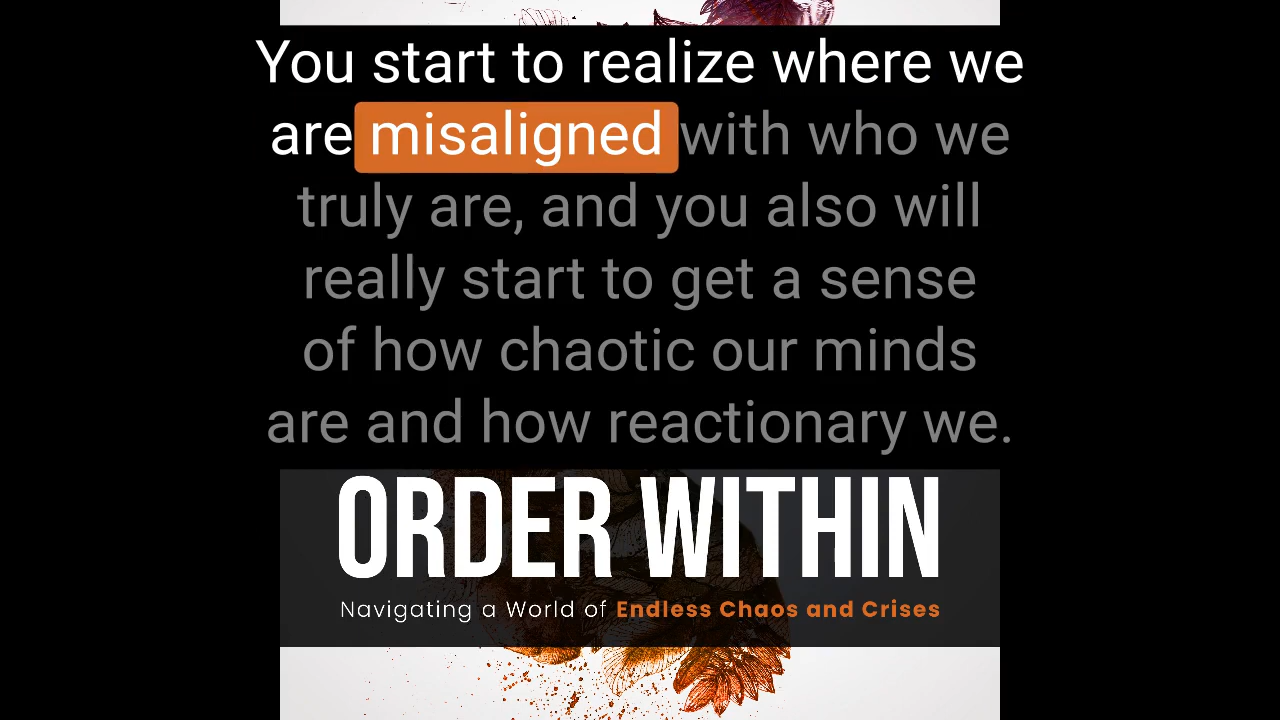 You start to realize where we
are misaligned with who we
truly are, and you also will
really start to get a sense
of how chaotic our minds
are and how reactionary we.
ORDER WITHIN
Navigating a World of Endless Chaos and Crises